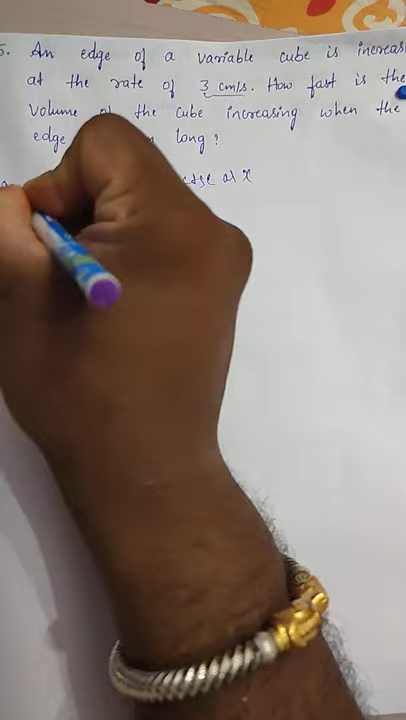 5. An edge of a variable cube is increas
at the rate of 3 cm/s. How fast is the
volume of the cube increasing when the
edge long ?
as x